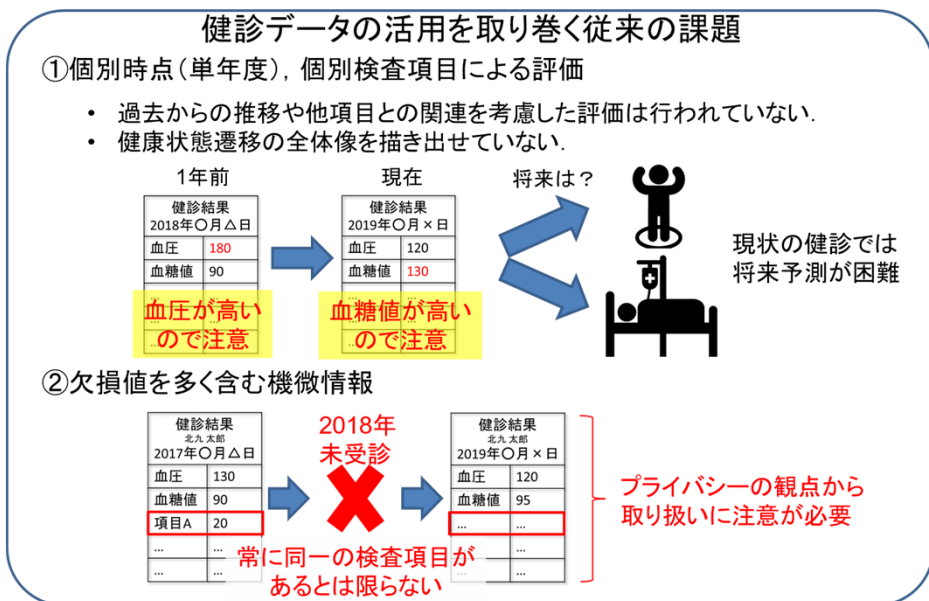 健診データの活用を取り巻く従来の課題
①個別時点（単年度），個別検査項目による評価
• 過去からの推移や他項目との関連を考慮した評価は行われていない．
• 健康状態遷移の全体像を描き出せていない．
1年前
健診結果
2018年〇月△日
血圧 180
血糖値 90
... ...
... ...
... ...
血圧が高い
ので注意
現在
健診結果
2019年〇月×日
血圧 120
血糖値 130
... ...
... ...
... ...
血糖値が高い
ので注意
将来は？
現状の健診では
将来予測が困難
②欠損値を多く含む機微情報
健診結果
北九 太郎
2017年〇月△日
血圧 130
血糖値 90
項目A 20
... ...
... ...
2018年
未受診
健診結果
北九 太郎
2019年〇月×日
血圧 120
血糖値 95
... ...
... ...
... ...
常に同一の検査項目が
あるとは限らない
プライバシーの観点から
取り扱いに注意が必要